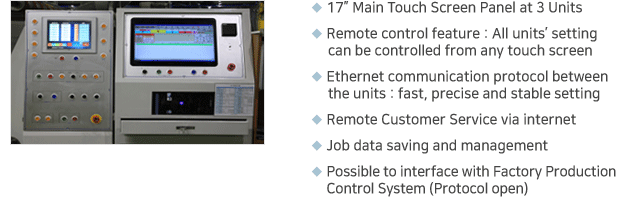 ◆ 17” Main Touch Screen Panel at 3 Units
◆ Remote control feature : All units’ setting
can be controlled from any touch screen
◆ Ethernet communication protocol between
the units : fast, precise and stable setting
◆ Remote Customer Service via internet
◆ Job data saving and management
◆ Possible to interface with Factory Production
Control System (Protocol open)